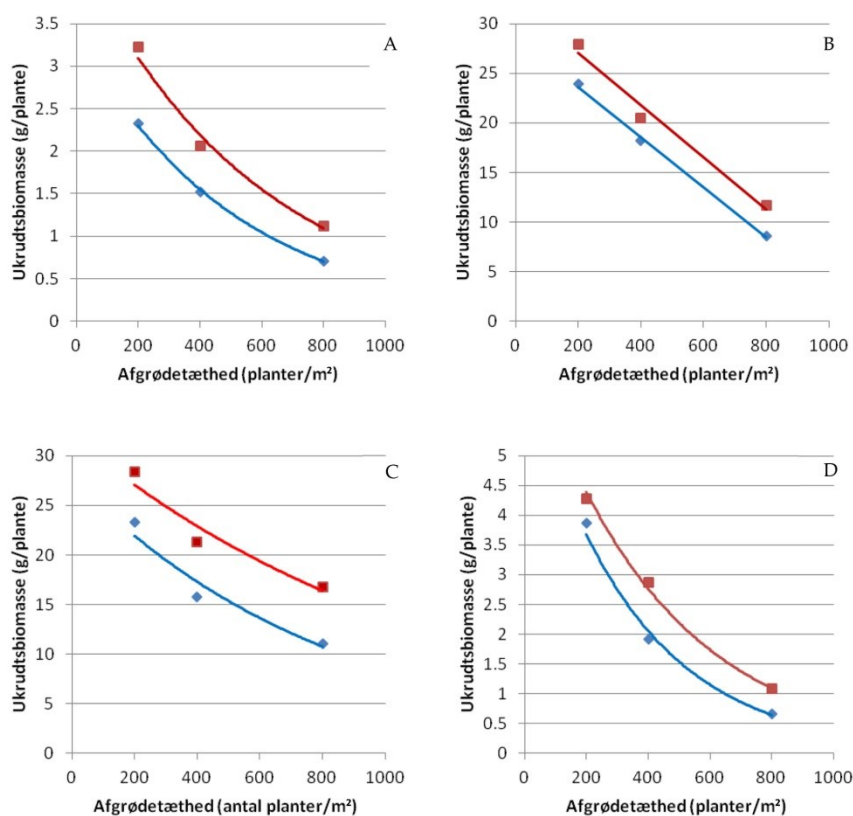 3.5
3
2.5
2
1.5
1
0.5
0
0 200 400 600 800 1000
Ukrudtsbiomasse (g/plante)
Afgrødetæthed (planter/m²)
A
30
25
20
15
10
5
0
0 200 400 600 800 1000
Ukrudtsbiomasse (g/plante)
Afgrødetæthed (planter/m²)
B
30
25
20
15
10
5
0
0 200 400 600 800 1000
Ukrudtsbiomasse (g/plante)
Afgrødetæthed (antal planter/m²)
C
5
4.5
4
3.5
3
2.5
2
1.5
1
0.5
0
0 200 400 600 800 1000
Ukrudtsbiomasse (g/plante)
Afgrødetæthed (planter/m²)
D